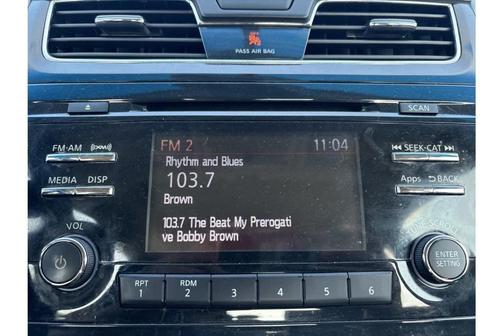 PASS AIR BAG
SCAN
FM·AM
SEEK·CAT
MEDIA DISP
Apps BACK
FM 2 11:04
Rhythm and Blues
103.7
Brown
103.7 The Beat My Prerogati
ve Bobby Brown
VOL
TUNE·SCROLL
ENTER
SETTING
RPT
1
RDM
2
3
4
5
6